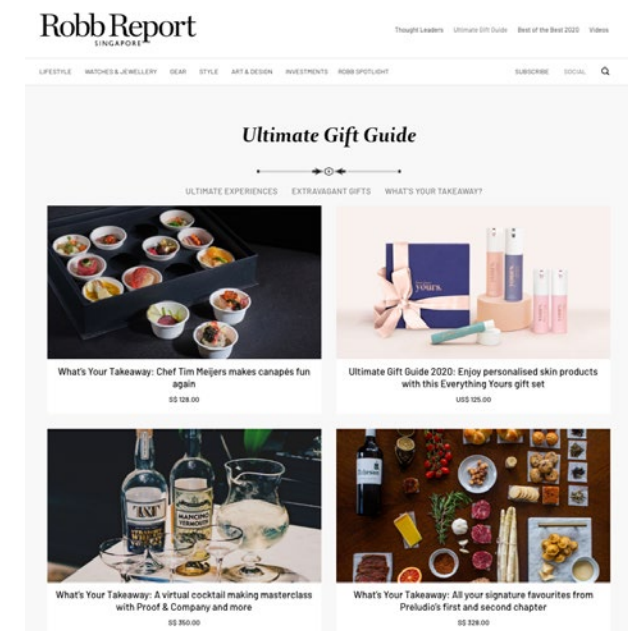 Robb Report
SINGAPORE
Thought Leaders Ultimate Gift Guide Best of the Best 2020 Videos
LIFESTYLE WATCHES & JEWELLERY GEAR STYLE ART & DESIGN INVESTMENTS ROBB SPOTLIGHT SUBSCRIBE SOCIAL
Ultimate Gift Guide
ULTIMATE EXPERIENCES EXTRAVAGANT GIFTS WHAT'S YOUR TAKEAWAY?
yours.
What's Your Takeaway: Chef Tim Meijers makes canapés fun
again
S$ 128.00
Ultimate Gift Guide 2020: Enjoy personalised skin products
with this Everything Yours gift set
US$ 125.00
MANCINO
VERMOUTH
What's Your Takeaway: A virtual cocktail making masterclass
with Proof & Company and more
S$ 350.00
What's Your Takeaway: All your signature favourites from
Preludio's first and second chapter
S$ 328.00